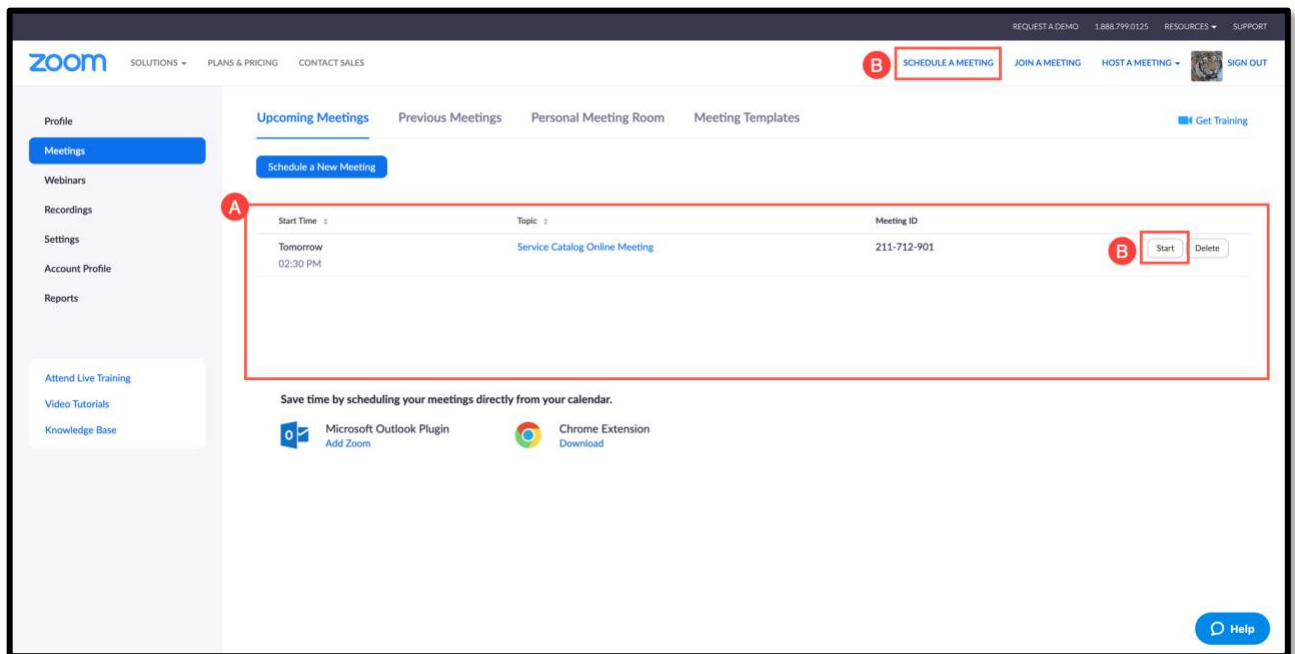 REQUEST A DEMO 1.888.799.0125 RESOURCES SUPPORT
zoom SOLUTIONS PLANS & PRICING CONTACT SALES B SCHEDULE A MEETING JOIN A MEETING HOST A MEETING SIGN OUT
Profile
Meetings
Webinars
Recordings
Settings
Account Profile
Reports
Attend Live Training
Video Tutorials
Knowledge Base
Upcoming Meetings Previous Meetings Personal Meeting Room Meeting Templates Get Training
Schedule a New Meeting
A
Start Time Topic Meeting ID
Tomorrow Service Catalog Online Meeting 211-712-901 B Start Delete
02:30 PM
Save time by scheduling your meetings directly from your calendar.
Microsoft Outlook Plugin Chrome Extension
Add Zoom Download
Help